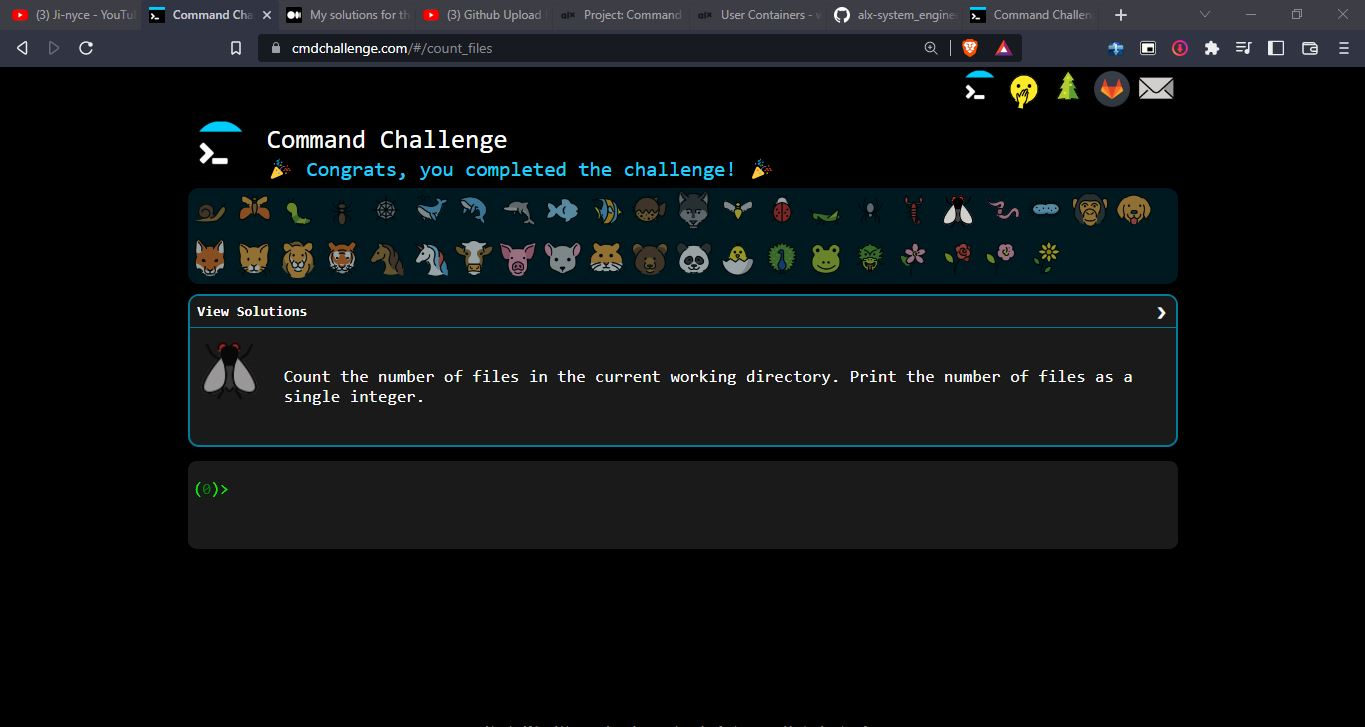 (3) Ji-nyce - YouTu
Command Cha
My solutions for th
(3) Github Upload
Project: Command
User Containers - w
alx-system_enginee
Command Challen
cmdchallenge.com/#/count_files
Command Challenge
Congrats, you completed the challenge!
View Solutions
Count the number of files in the current working directory. Print the number of files as a
single integer.
(0)>